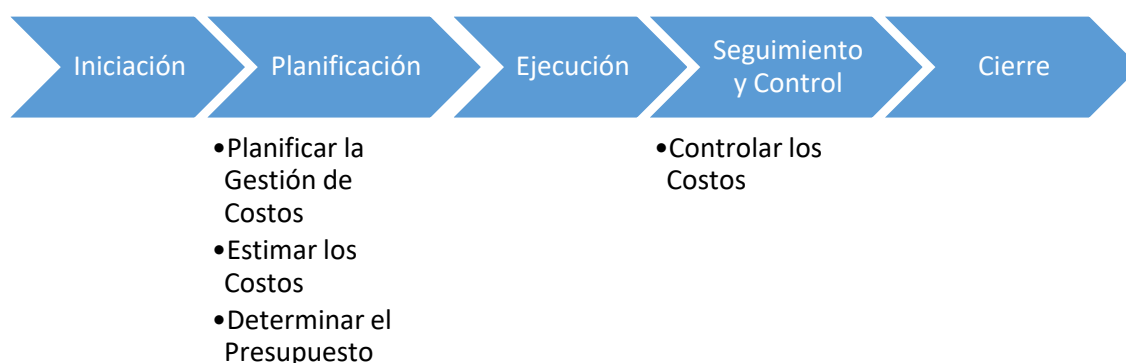 Iniciación
Planificación
Ejecución
Seguimiento
y Control
Cierre
•Planificar la
Gestión de
Costos
•Estimar los
Costos
•Determinar el
Presupuesto
•Controlar los
Costos